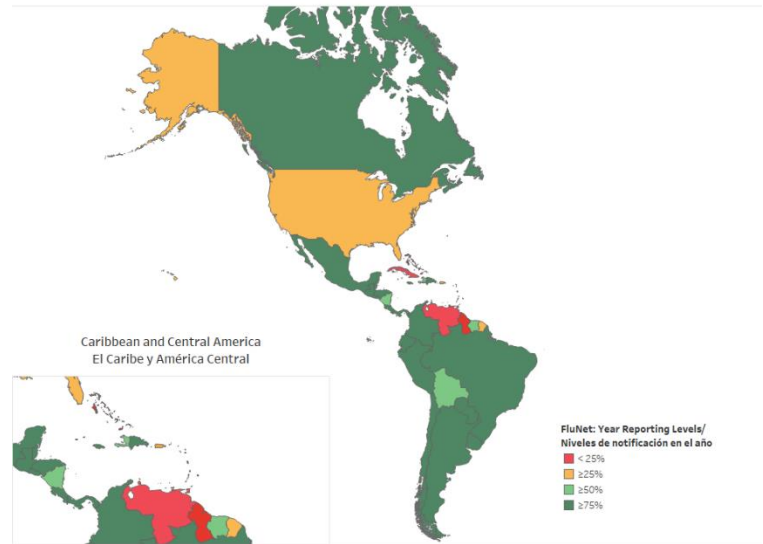 Caribbean and Central America
El Caribe y América Central
FluNet: Year Reporting Levels/
Niveles de notificación en el año
< 25%
≥25%
≥50%
≥75%